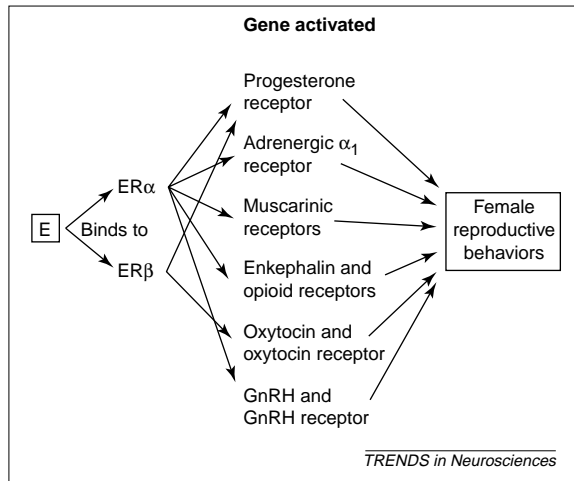 Gene activated
Progesterone
receptor
Adrenergic α1
receptor
ERα
Muscarinic
receptors
E
Binds to
ERβ
Enkephalin and
opioid receptors
Oxytocin and
oxytocin receptor
GnRH and
GnRH receptor
Female
reproductive
behaviors
TRENDS in Neurosciences